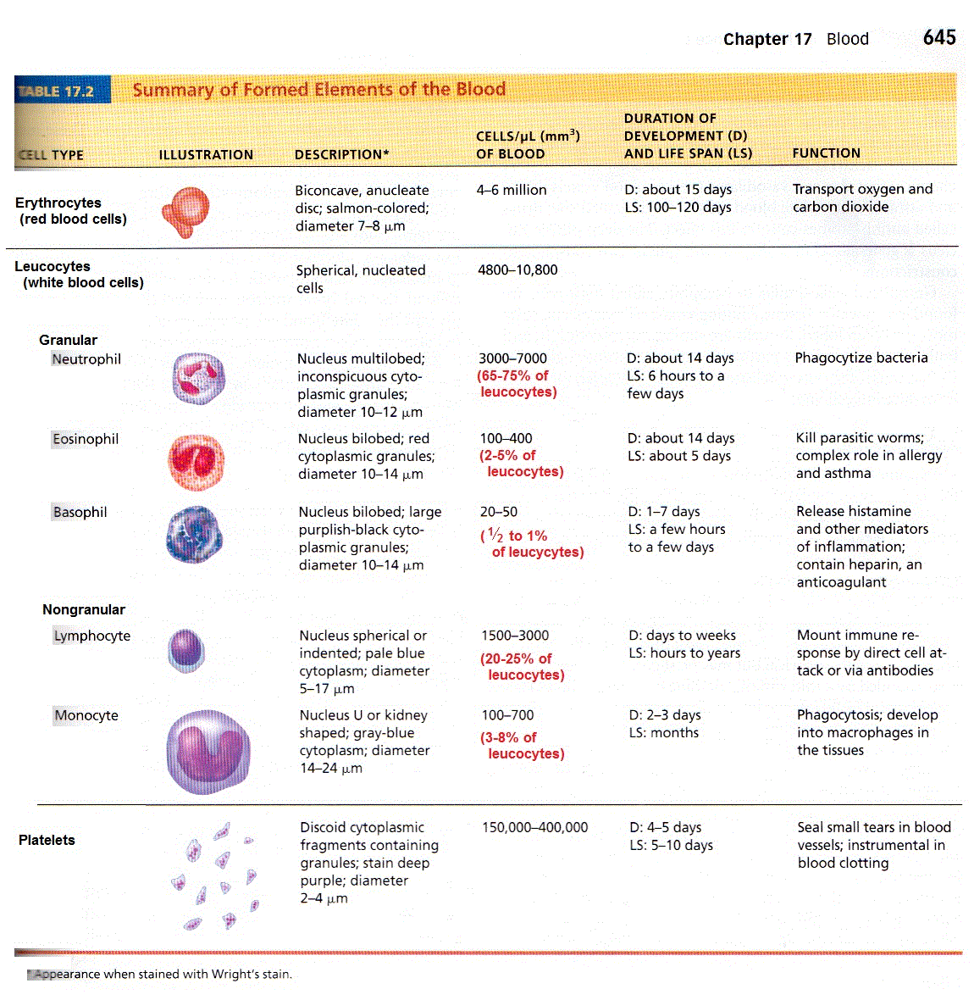 Chapter 17 Blood 645
TABLE 17.2 Summary of Formed Elements of the Blood
CELL TYPE
ILLUSTRATION
DESCRIPTION*
CELLS/µL (mm³)
OF BLOOD
DURATION OF
DEVELOPMENT (D)
AND LIFE SPAN (LS)
FUNCTION
Erythrocytes
(red blood cells)
Biconcave, anucleate
disc; salmon-colored;
diameter 7–8 µm
4–6 million
D: about 15 days
LS: 100–120 days
Transport oxygen and
carbon dioxide
Leucocytes
(white blood cells)
Spherical, nucleated
cells
4800–10,800
Granular
Neutrophil
Nucleus multilobed;
inconspicuous cyto-
plasmic granules;
diameter 10–12 µm
3000–7000
(65-75% of
leucocytes)
D: about 14 days
LS: 6 hours to a
few days
Phagocytize bacteria
Eosinophil
Nucleus bilobed; red
cytoplasmic granules;
diameter 10–14 µm
100–400
(2-5% of
leucocytes)
D: about 14 days
LS: about 5 days
Kill parasitic worms;
complex role in allergy
and asthma
Basophil
Nucleus bilobed; large
purplish-black cyto-
plasmic granules;
diameter 10–14 µm
20–50
(1/2 to 1%
of leucycytes)
D: 1–7 days
LS: a few hours
to a few days
Release histamine
and other mediators
of inflammation;
contain heparin, an
anticoagulant
Nongranular
Lymphocyte
Nucleus spherical or
indented; pale blue
cytoplasm; diameter
5–17 µm
1500–3000
(20-25% of
leucocytes)
D: days to weeks
LS: hours to years
Mount immune re-
sponse by direct cell at-
tack or via antibodies
Monocyte
Nucleus U or kidney
shaped; gray-blue
cytoplasm; diameter
14–24 µm
100–700
(3-8% of
leucocytes)
D: 2–3 days
LS: months
Phagocytosis; develop
into macrophages in
the tissues
Platelets
Discoid cytoplasmic
fragments containing
granules; stain deep
purple; diameter
2–4 µm
150,000–400,000
D: 4–5 days
LS: 5–10 days
Seal small tears in blood
vessels; instrumental in
blood clotting
*Appearance when stained with Wright's stain.